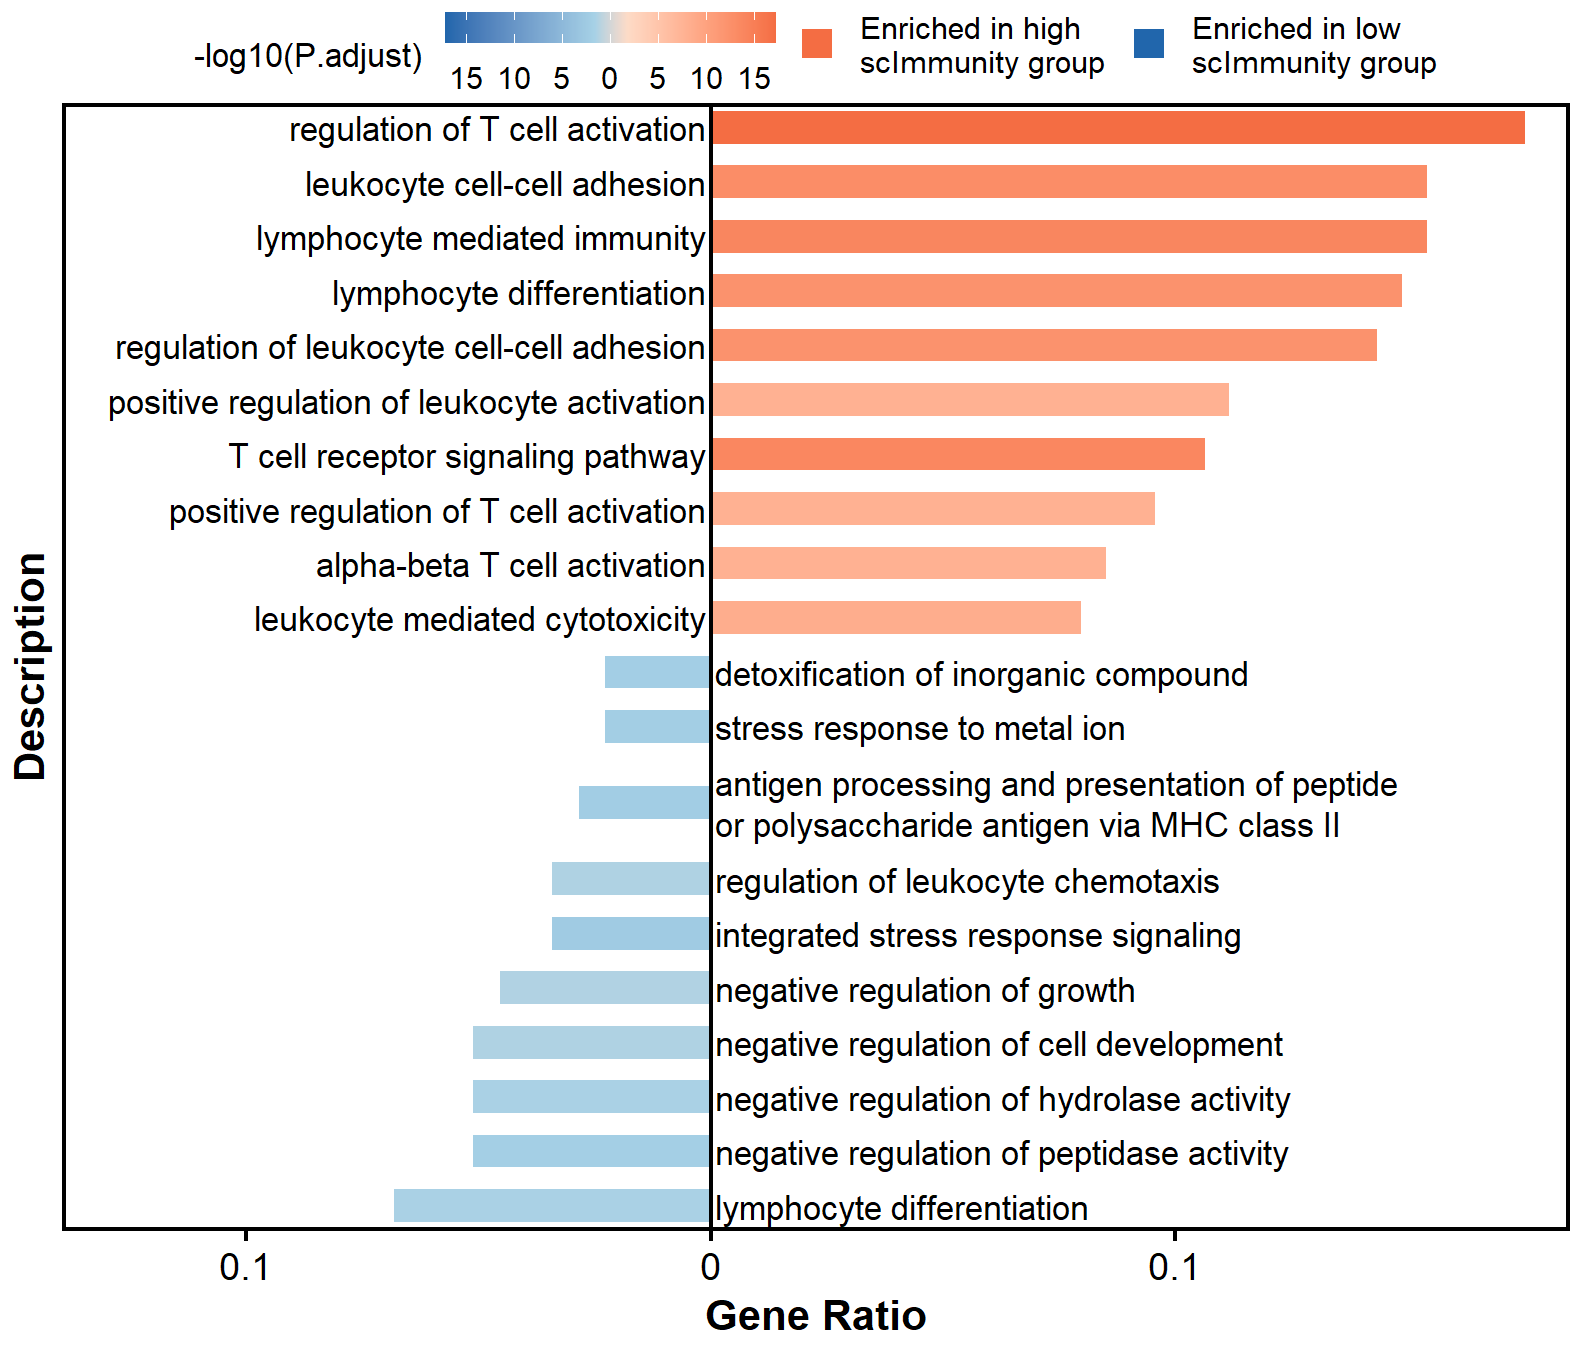 -log10(P.adjust)
15 10 5 0 5 10 15
Enriched in high
scImmunity group
Enriched in low
scImmunity group
regulation of T cell activation
leukocyte cell-cell adhesion
lymphocyte mediated immunity
lymphocyte differentiation
regulation of leukocyte cell-cell adhesion
positive regulation of leukocyte activation
T cell receptor signaling pathway
positive regulation of T cell activation
alpha-beta T cell activation
leukocyte mediated cytotoxicity
detoxification of inorganic compound
stress response to metal ion
antigen processing and presentation of peptide
or polysaccharide antigen via MHC class II
regulation of leukocyte chemotaxis
integrated stress response signaling
negative regulation of growth
negative regulation of cell development
negative regulation of hydrolase activity
negative regulation of peptidase activity
lymphocyte differentiation
Description
0.1 0 0.1
Gene Ratio